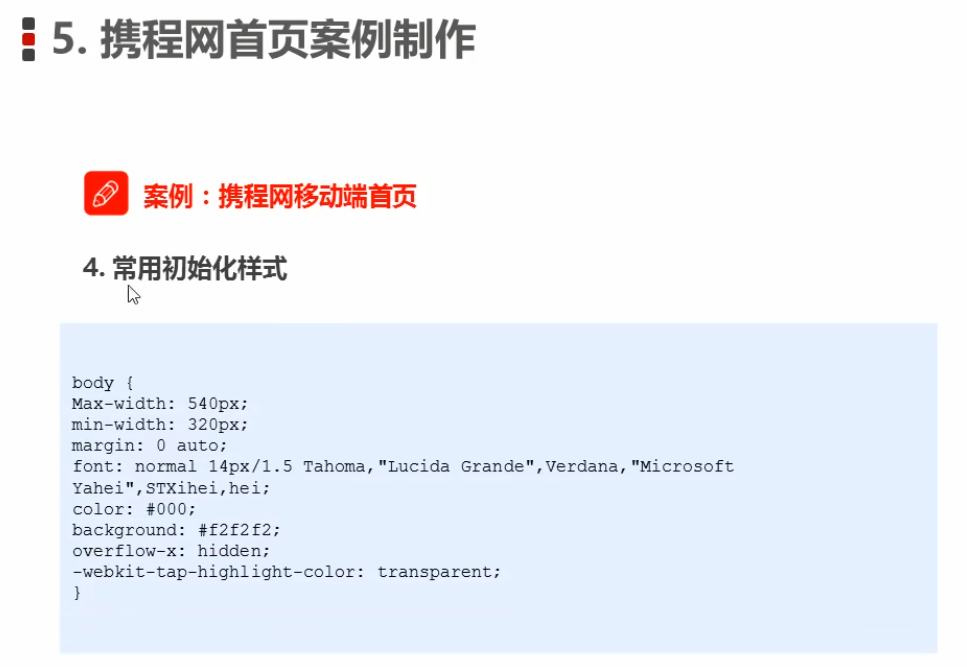 5. 携程网首页案例制作
案例：携程网移动端首页
4. 常用初始化样式
body {
Max-width: 540px;
min-width: 320px;
margin: 0 auto;
font: normal 14px/1.5 Tahoma,"Lucida Grande",Verdana,"Microsoft
Yahei",STXihei,hei;
color: #000;
background: #f2f2f2;
overflow-x: hidden;
-webkit-tap-highlight-color: transparent;
}